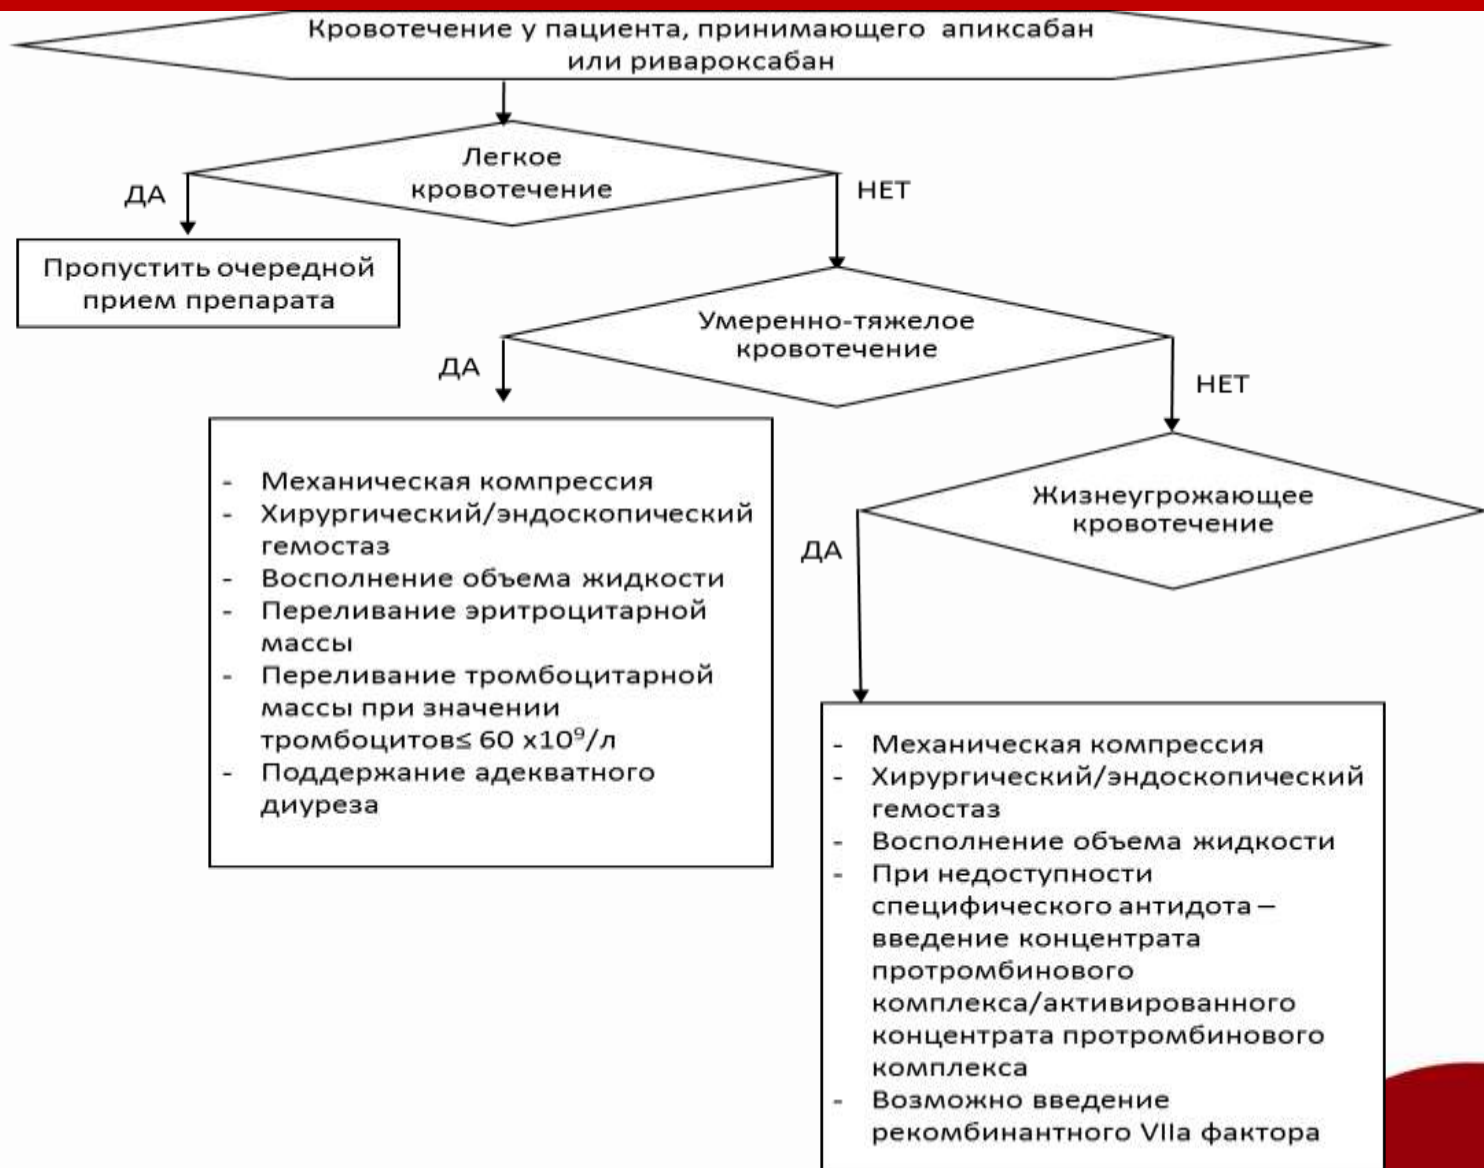 Кровотечение у пациента, принимающего апиксабан
или ривароксабан
Легкое
кровотечение
ДА
НЕТ
Пропустить очередной
прием препарата
Умеренно-тяжелое
кровотечение
ДА
НЕТ
- Механическая компрессия
- Хирургический/эндоскопический
гемостаз
- Восполнение объема жидкости
- Переливание эритроцитарной
массы
- Переливание тромбоцитарной
массы при значении
тромбоцитов≤ 60 x10⁹/л
- Поддержание адекватного
диуреза
Жизнеугрожающее
кровотечение
ДА
- Механическая компрессия
- Хирургический/эндоскопический
гемостаз
- Восполнение объема жидкости
- При недоступности
специфического антидота –
введение концентрата
протромбинового
комплекса/активированного
концентрата протромбинового
комплекса
- Возможно введение
рекомбинантного VIIa фактора